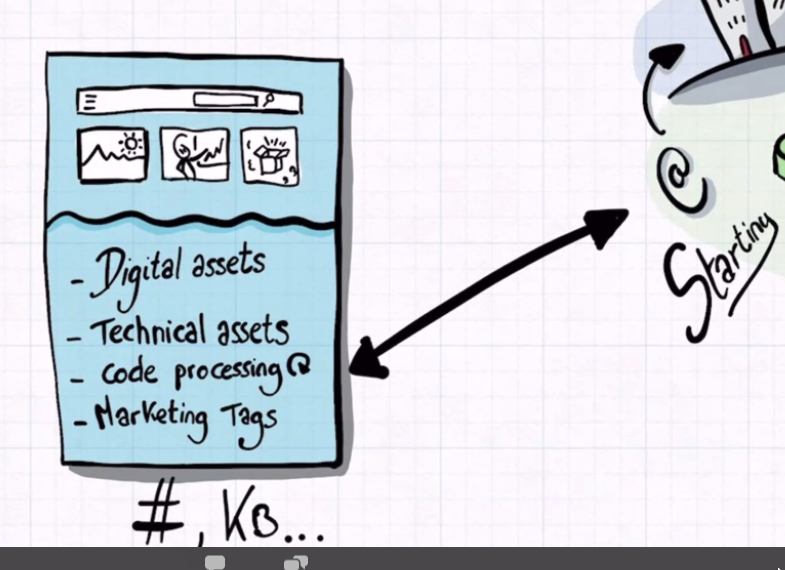 - Digital assets
- Technical assets
- code processing
- Marketing Tags
#, KB...
@
Starting